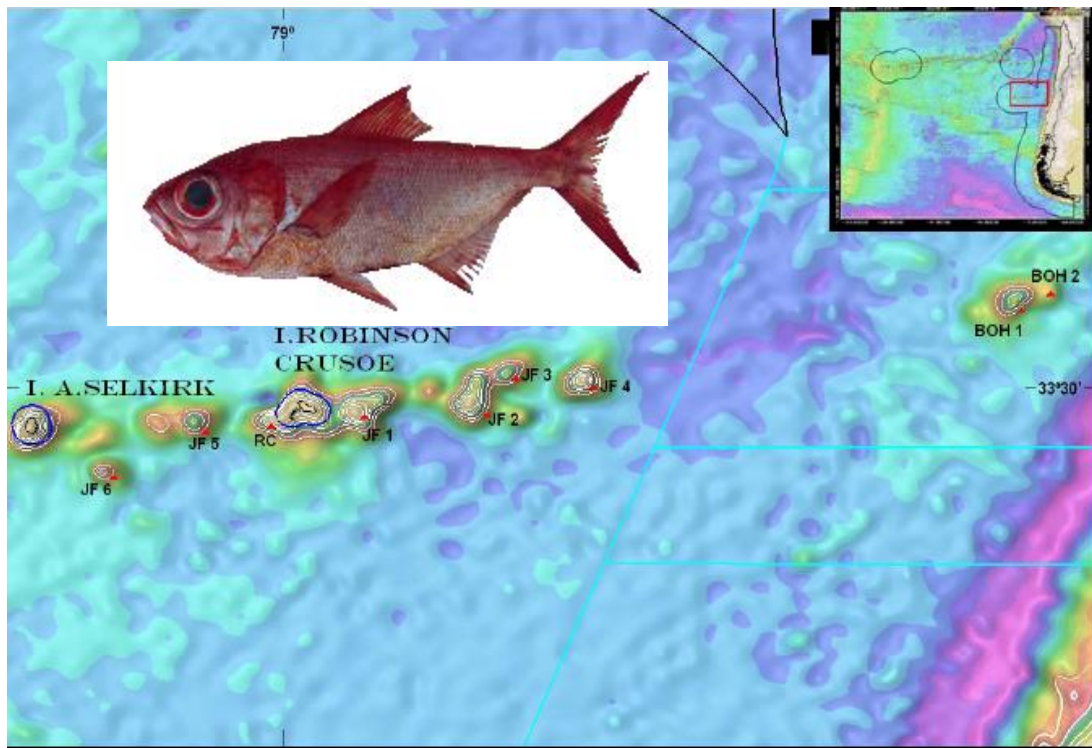 79º
BOH 2
BOH 1
I.ROBINSON
CRUSOE
I. A.SELKIRK
JF 3
JF 4
33º30'
JF 2
JF 1
RC
JF 5
JF 6